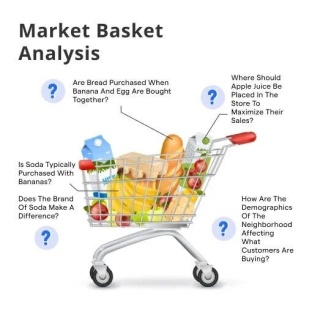 Market Basket
Analysis
Are Bread Purchased When
Banana And Egg Are Bought
Together?
?
Where Should
Apple Juice Be
Placed In The
Store To
Maximize Their
Sales?
?
Is Soda Typically
Purchased With
Bananas?
Does The Brand
Of Soda Make A
Difference?
?
How Are The
Demographics
Of The
Neighborhood
Affecting
What
Customers Are
Buying?
?